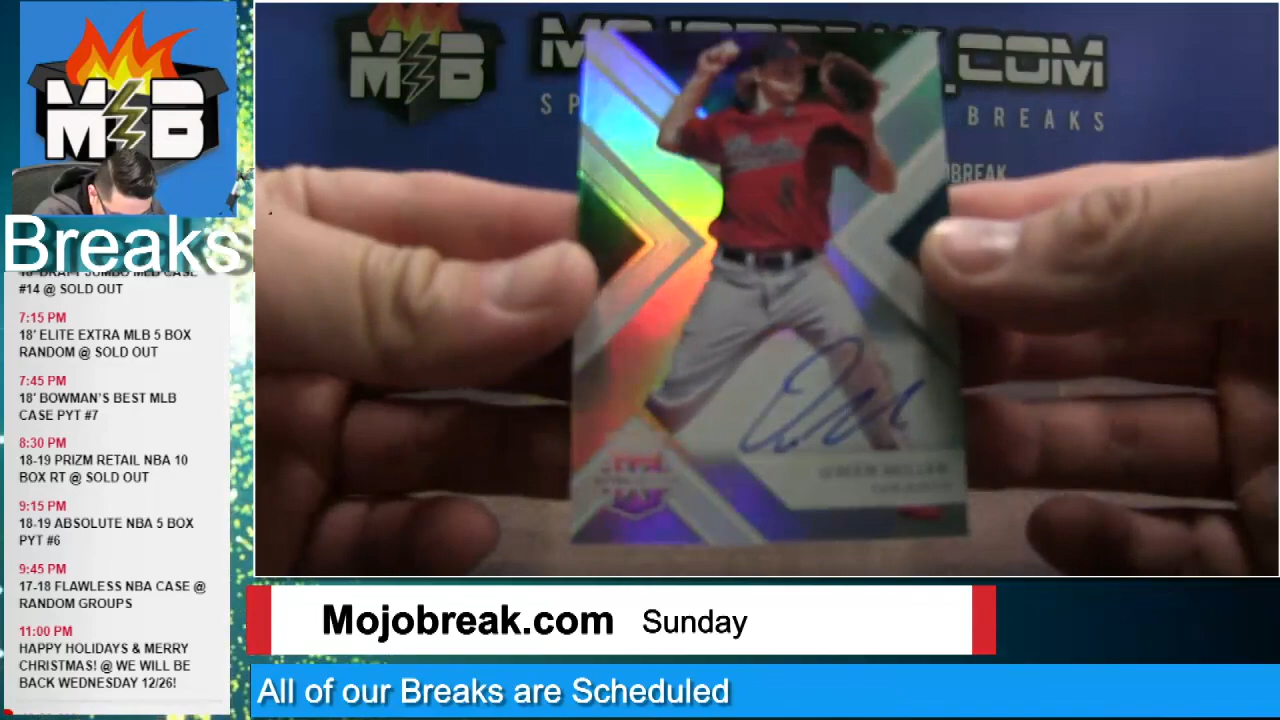 M B
Breaks
18' DRAFT JUMBO MLB CASE
#14 @ SOLD OUT
7:15 PM
18' ELITE EXTRA MLB 5 BOX
RANDOM @ SOLD OUT
7:45 PM
18' BOWMAN'S BEST MLB
CASE PYT #7
8:30 PM
18-19 PRIZM RETAIL NBA 10
BOX RT @ SOLD OUT
9:15 PM
18-19 ABSOLUTE NBA 5 BOX
PYT #6
9:45 PM
17-18 FLAWLESS NBA CASE @
RANDOM GROUPS
11:00 PM
HAPPY HOLIDAYS & MERRY
CHRISTMAS! @ WE WILL BE
BACK WEDNESDAY 12/26!
M B
MOJOBREAK.COM
BREAKS
Mojobreak.com Sunday
All of our Breaks are Scheduled